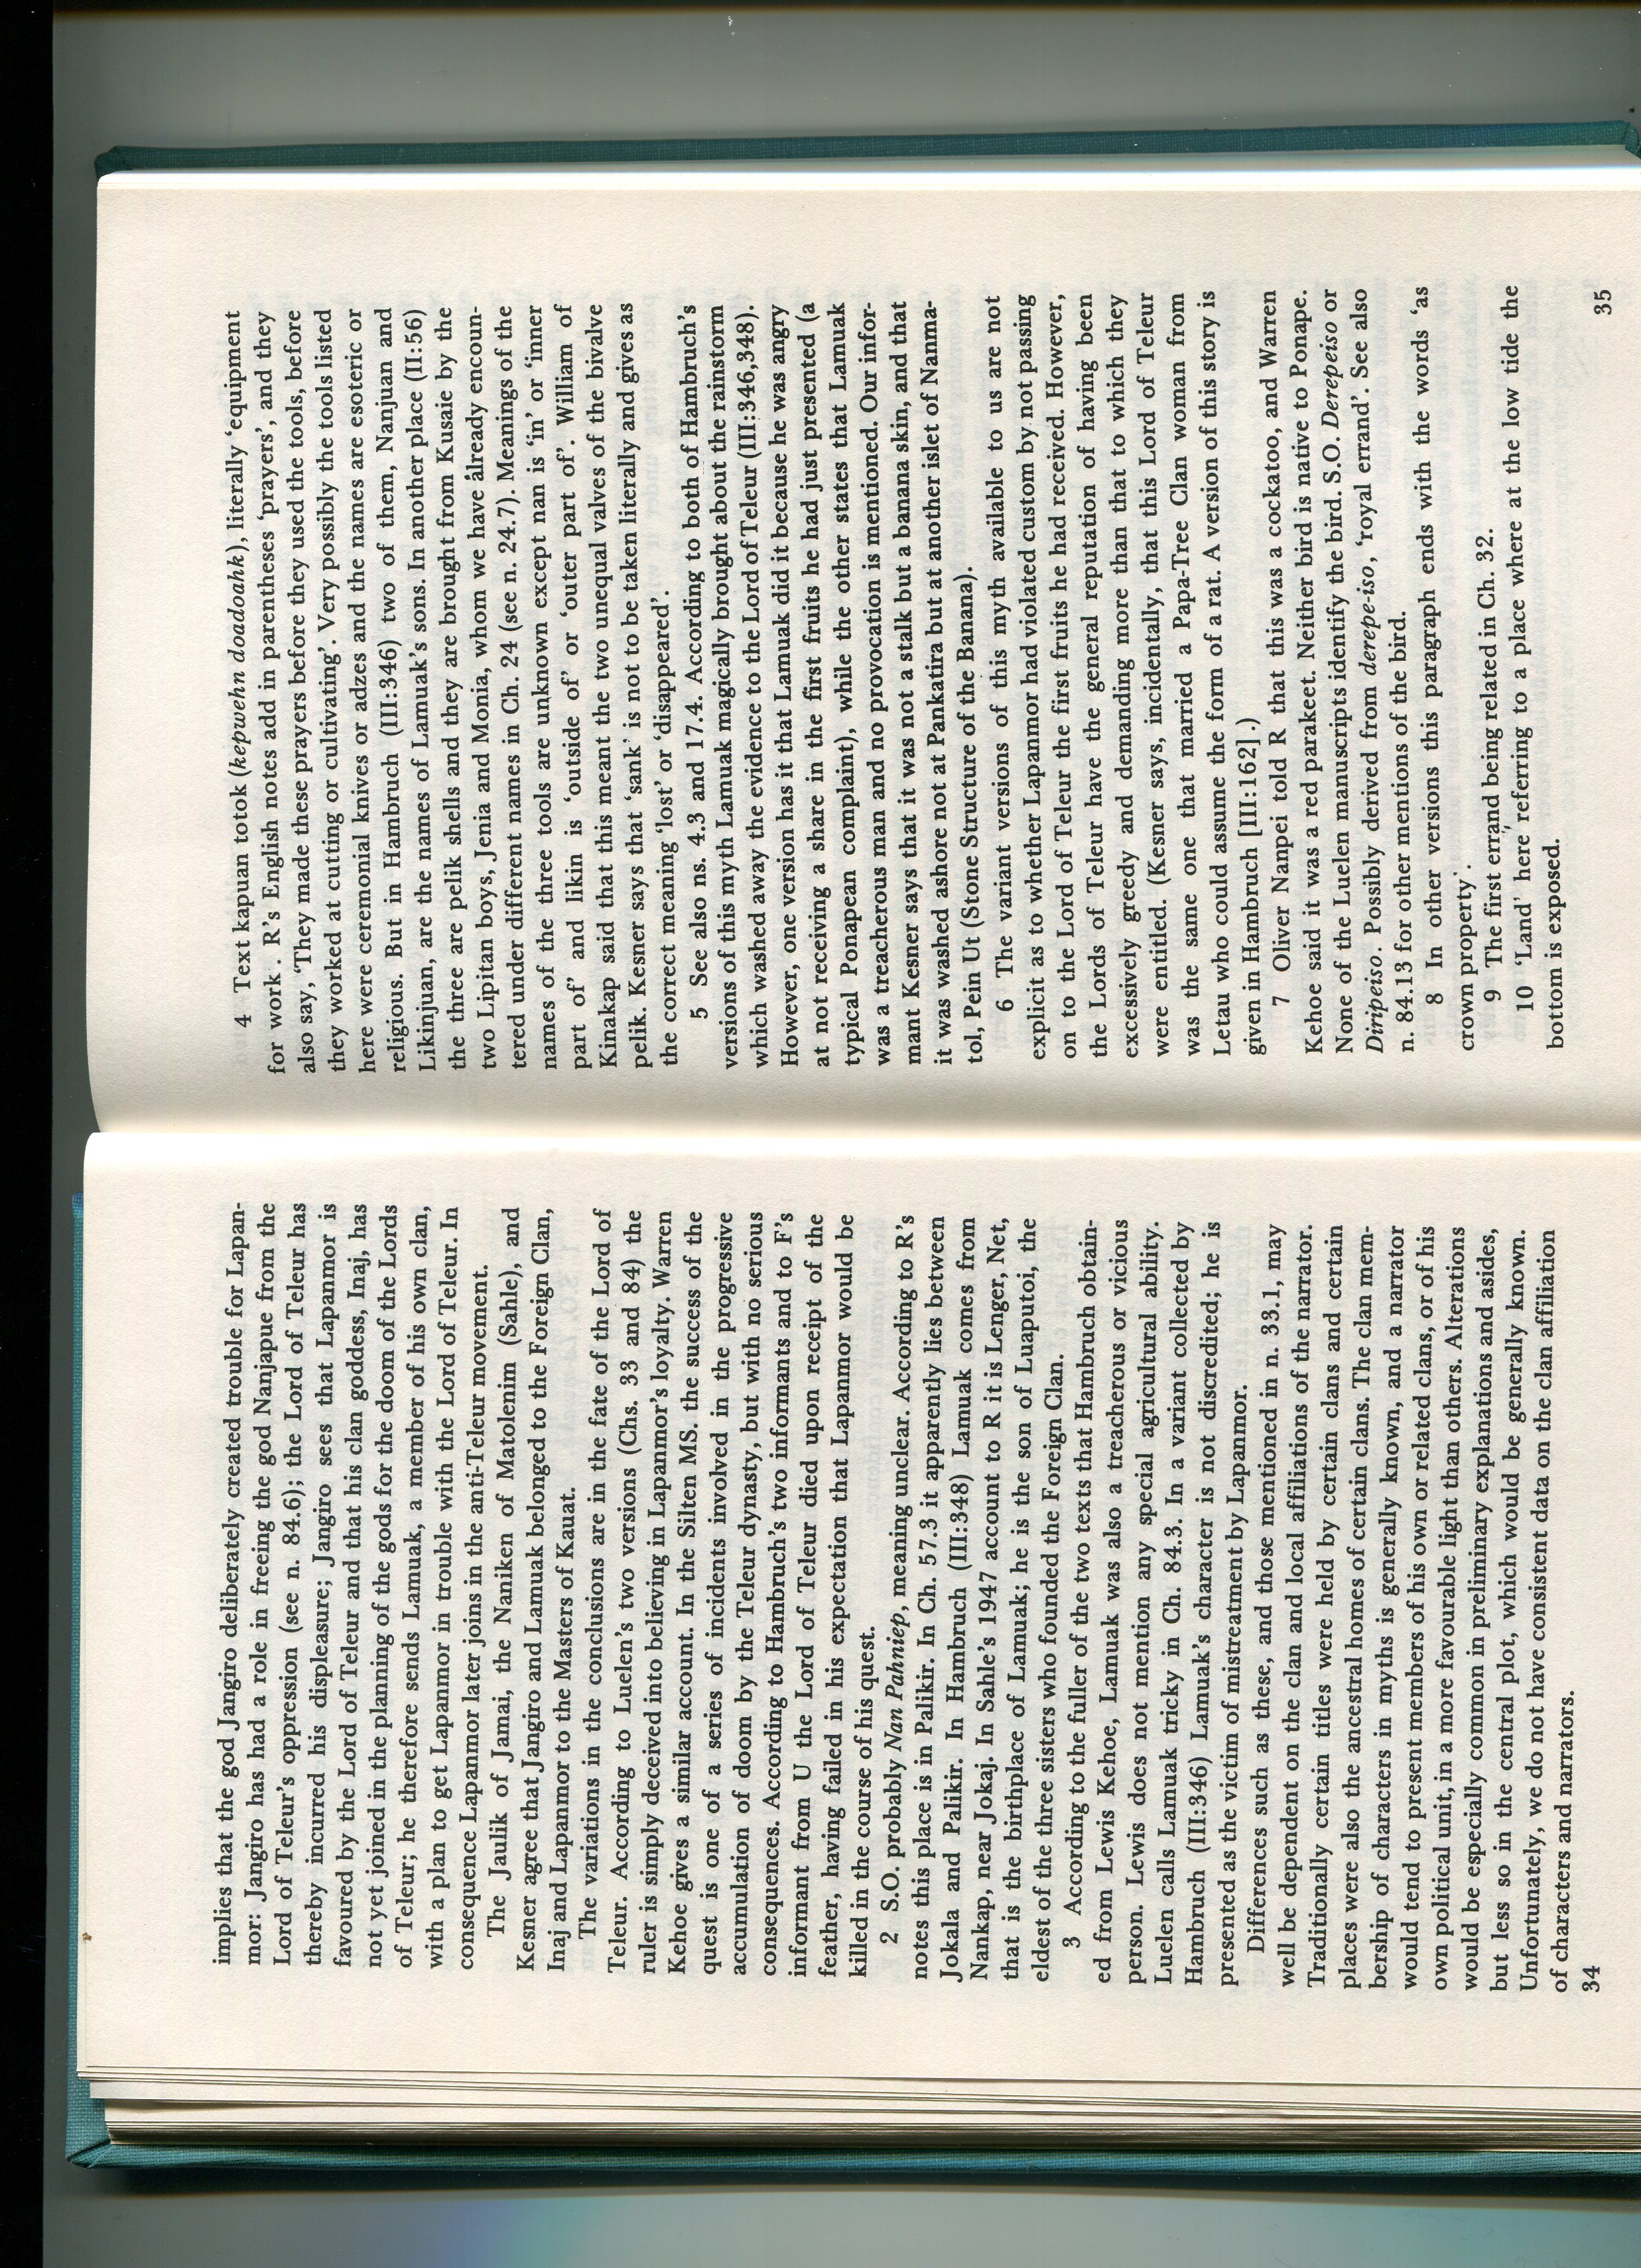 implies that the god Jangiro deliberately created trouble for Lapan-
mor: Jangiro has had a role in freeing the god Nanjapue from the
Lord of Teleur's oppression (see n. 84.6); the Lord of Teleur has
thereby incurred his displeasure; Jangiro sees that Lapanmor is
favoured by the Lord of Teleur and that his clan goddess, Inaj, has
not yet joined in the planning of the gods for the doom of the Lords
of Teleur; he therefore sends Lamuak, a member of his own clan,
with a plan to get Lapanmor in trouble with the Lord of Teleur. In
consequence Lapanmor later joins in the anti-Teleur movement.
The Jaulik of Jamai, the Naniken of Matolenim (Sahle), and
Kesner agree that Jangiro and Lamuak belonged to the Foreign Clan,
Inaj and Lapanmor to the Masters of Kauat.
The variations in the conclusions are in the fate of the Lord of
Teleur. According to Luelen's two versions (Chs. 33 and 84) the
ruler is simply deceived into believing in Lapanmor's loyalty. Warren
Kehoe gives a similar account. In the Silten MS. the success of the
quest is one of a series of incidents involved in the progressive
accumulation of doom by the Teleur dynasty, but with no serious
consequences. According to Hambruch's two informants and to F's
informant from U the Lord of Teleur died upon receipt of the
feather, having failed in his expectation that Lapanmor would be
killed in the course of his quest.
2 S.O. probably Nan Pahniep, meaning unclear. According to R's
notes this place is in Palikir. In Ch. 57.3 it apparently lies between
Jokala and Palikir. In Hambruch (III:348) Lamuak comes from
Nankap, near Jokaj. In Sahle's 1947 account to R it is Lenger, Net,
that is the birthplace of Lamuak; he is the son of Luaputoi, the
eldest of the three sisters who founded the Foreign Clan.
3 According to the fuller of the two texts that Hambruch obtain-
ed from Lewis Kehoe, Lamuak was also a treacherous or vicious
person. Lewis does not mention any special agricultural ability.
Luelen calls Lamuak tricky in Ch. 84.3. In a variant collected by
Hambruch (III:346) Lamuak's character is not discredited; he is
presented as the victim of mistreatment by Lapanmor.
Differences such as these, and those mentioned in n. 33.1, may
well be dependent on the clan and local affiliations of the narrator.
Traditionally certain titles were held by certain clans and certain
places were also the ancestral homes of certain clans. The clan mem-
bership of characters in myths is generally known, and a narrator
would tend to present members of his own or related clans, or of his
own political unit, in a more favourable light than others. Alterations
would be especially common in preliminary explanations and asides,
but less so in the central plot, which would be generally known.
Unfortunately, we do not have consistent data on the clan affiliation
of characters and narrators.
34
4 Text kapuan totok (kepwehn doadoahk), literally 'equipment
for work'. R's English notes add in parentheses 'prayers', and they
also say, 'They made these prayers before they used the tools, before
they worked at cutting or cultivating'. Very possibly the tools listed
here were ceremonial knives or adzes and the names are esoteric or
religious. But in Hambruch (III:346) two of them, Nanjuan and
Likinjuan, are the names of Lamuak's sons. In another place (II:56)
the three are pelik shells and they are brought from Kusaie by the
two Lipitan boys, Jenia and Monia, whom we have already encoun-
tered under different names in Ch. 24 (see n. 24.7). Meanings of the
names of the three tools are unknown except nan is 'in' or 'inner
part of' and likin is 'outside of' or 'outer part of'. William of
Kinakap said that this meant the two unequal valves of the bivalve
pelik. Kesner says that 'sank' is not to be taken literally and gives as
the correct meaning 'lost' or 'disappeared'.
5 See also ns. 4.3 and 17.4. According to both of Hambruch's
versions of this myth Lamuak magically brought about the rainstorm
which washed away the evidence to the Lord of Teleur (III:346,348).
However, one version has it that Lamuak did it because he was angry
at not receiving a share in the first fruits he had just presented (a
typical Ponapean complaint), while the other states that Lamuak
was a treacherous man and no provocation is mentioned. Our infor-
mant Kesner says that it was not a stalk but a banana skin, and that
it was washed ashore not at Pankatira but at another islet of Nanma-
tol, Pein Ut (Stone Structure of the Banana).
6 The variant versions of this myth available to us are not
explicit as to whether Lapanmor had violated custom by not passing
on to the Lord of Teleur the first fruits he had received. However,
the Lords of Teleur have the general reputation of having been
excessively greedy and demanding more than that to which they
were entitled. (Kesner says, incidentally, that this Lord of Teleur
was the same one that married a Papa-Tree Clan woman from
Letau who could assume the form of a rat. A version of this story is
given in Hambruch [III:162].)
7 Oliver Nanpei told R that this was a cockatoo, and Warren
Kehoe said it was a red parakeet. Neither bird is native to Ponape.
None of the Luelen manuscripts identify the bird. S.O. Derepeiso or
Diripeiso. Possibly derived from derepe-iso, 'royal errand'. See also
n. 84.13 for other mentions of the bird.
8 In other versions this paragraph ends with the words 'as
crown property'.
9 The first errand being related in Ch. 32.
10 'Land' here referring to a place where at the low tide the
bottom is exposed.
35